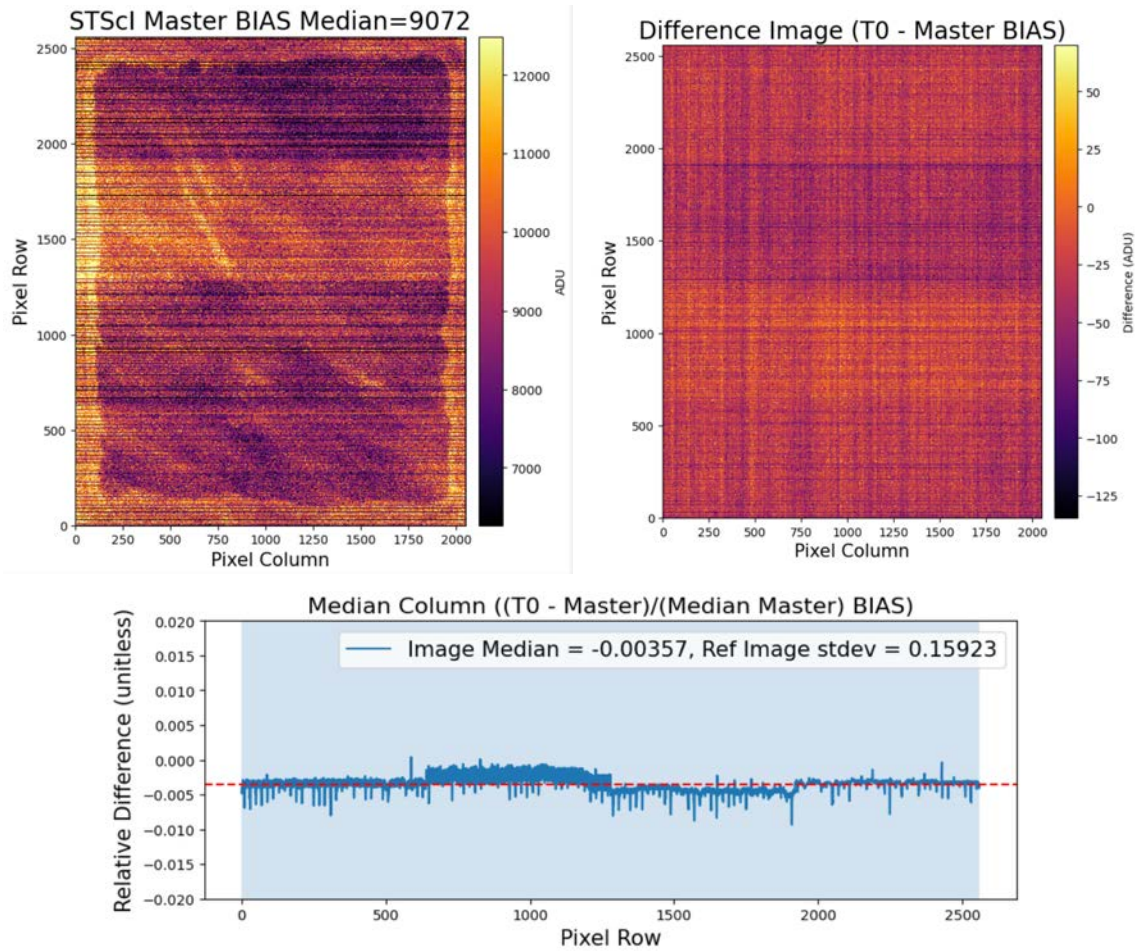 STScI Master BIAS Median=9072
2500
2000
1500
1000
500
0
Pixel Row
0 250 500 750 1000 1250 1500 1750 2000
Pixel Column
12000
11000
10000
9000
8000
7000
ADU
Difference Image (T0 - Master BIAS)
2500
2000
1500
1000
500
0
Pixel Row
0 250 500 750 1000 1250 1500 1750 2000
Pixel Column
50
25
0
−25
−50
−75
−100
−125
Difference (ADU)
Median Column ((T0 - Master)/(Median Master) BIAS)
Image Median = -0.00357, Ref Image stdev = 0.15923
0.020
0.015
0.010
0.005
0.000
−0.005
−0.010
−0.015
−0.020
Relative Difference (unitless)
0 500 1000 1500 2000 2500
Pixel Row